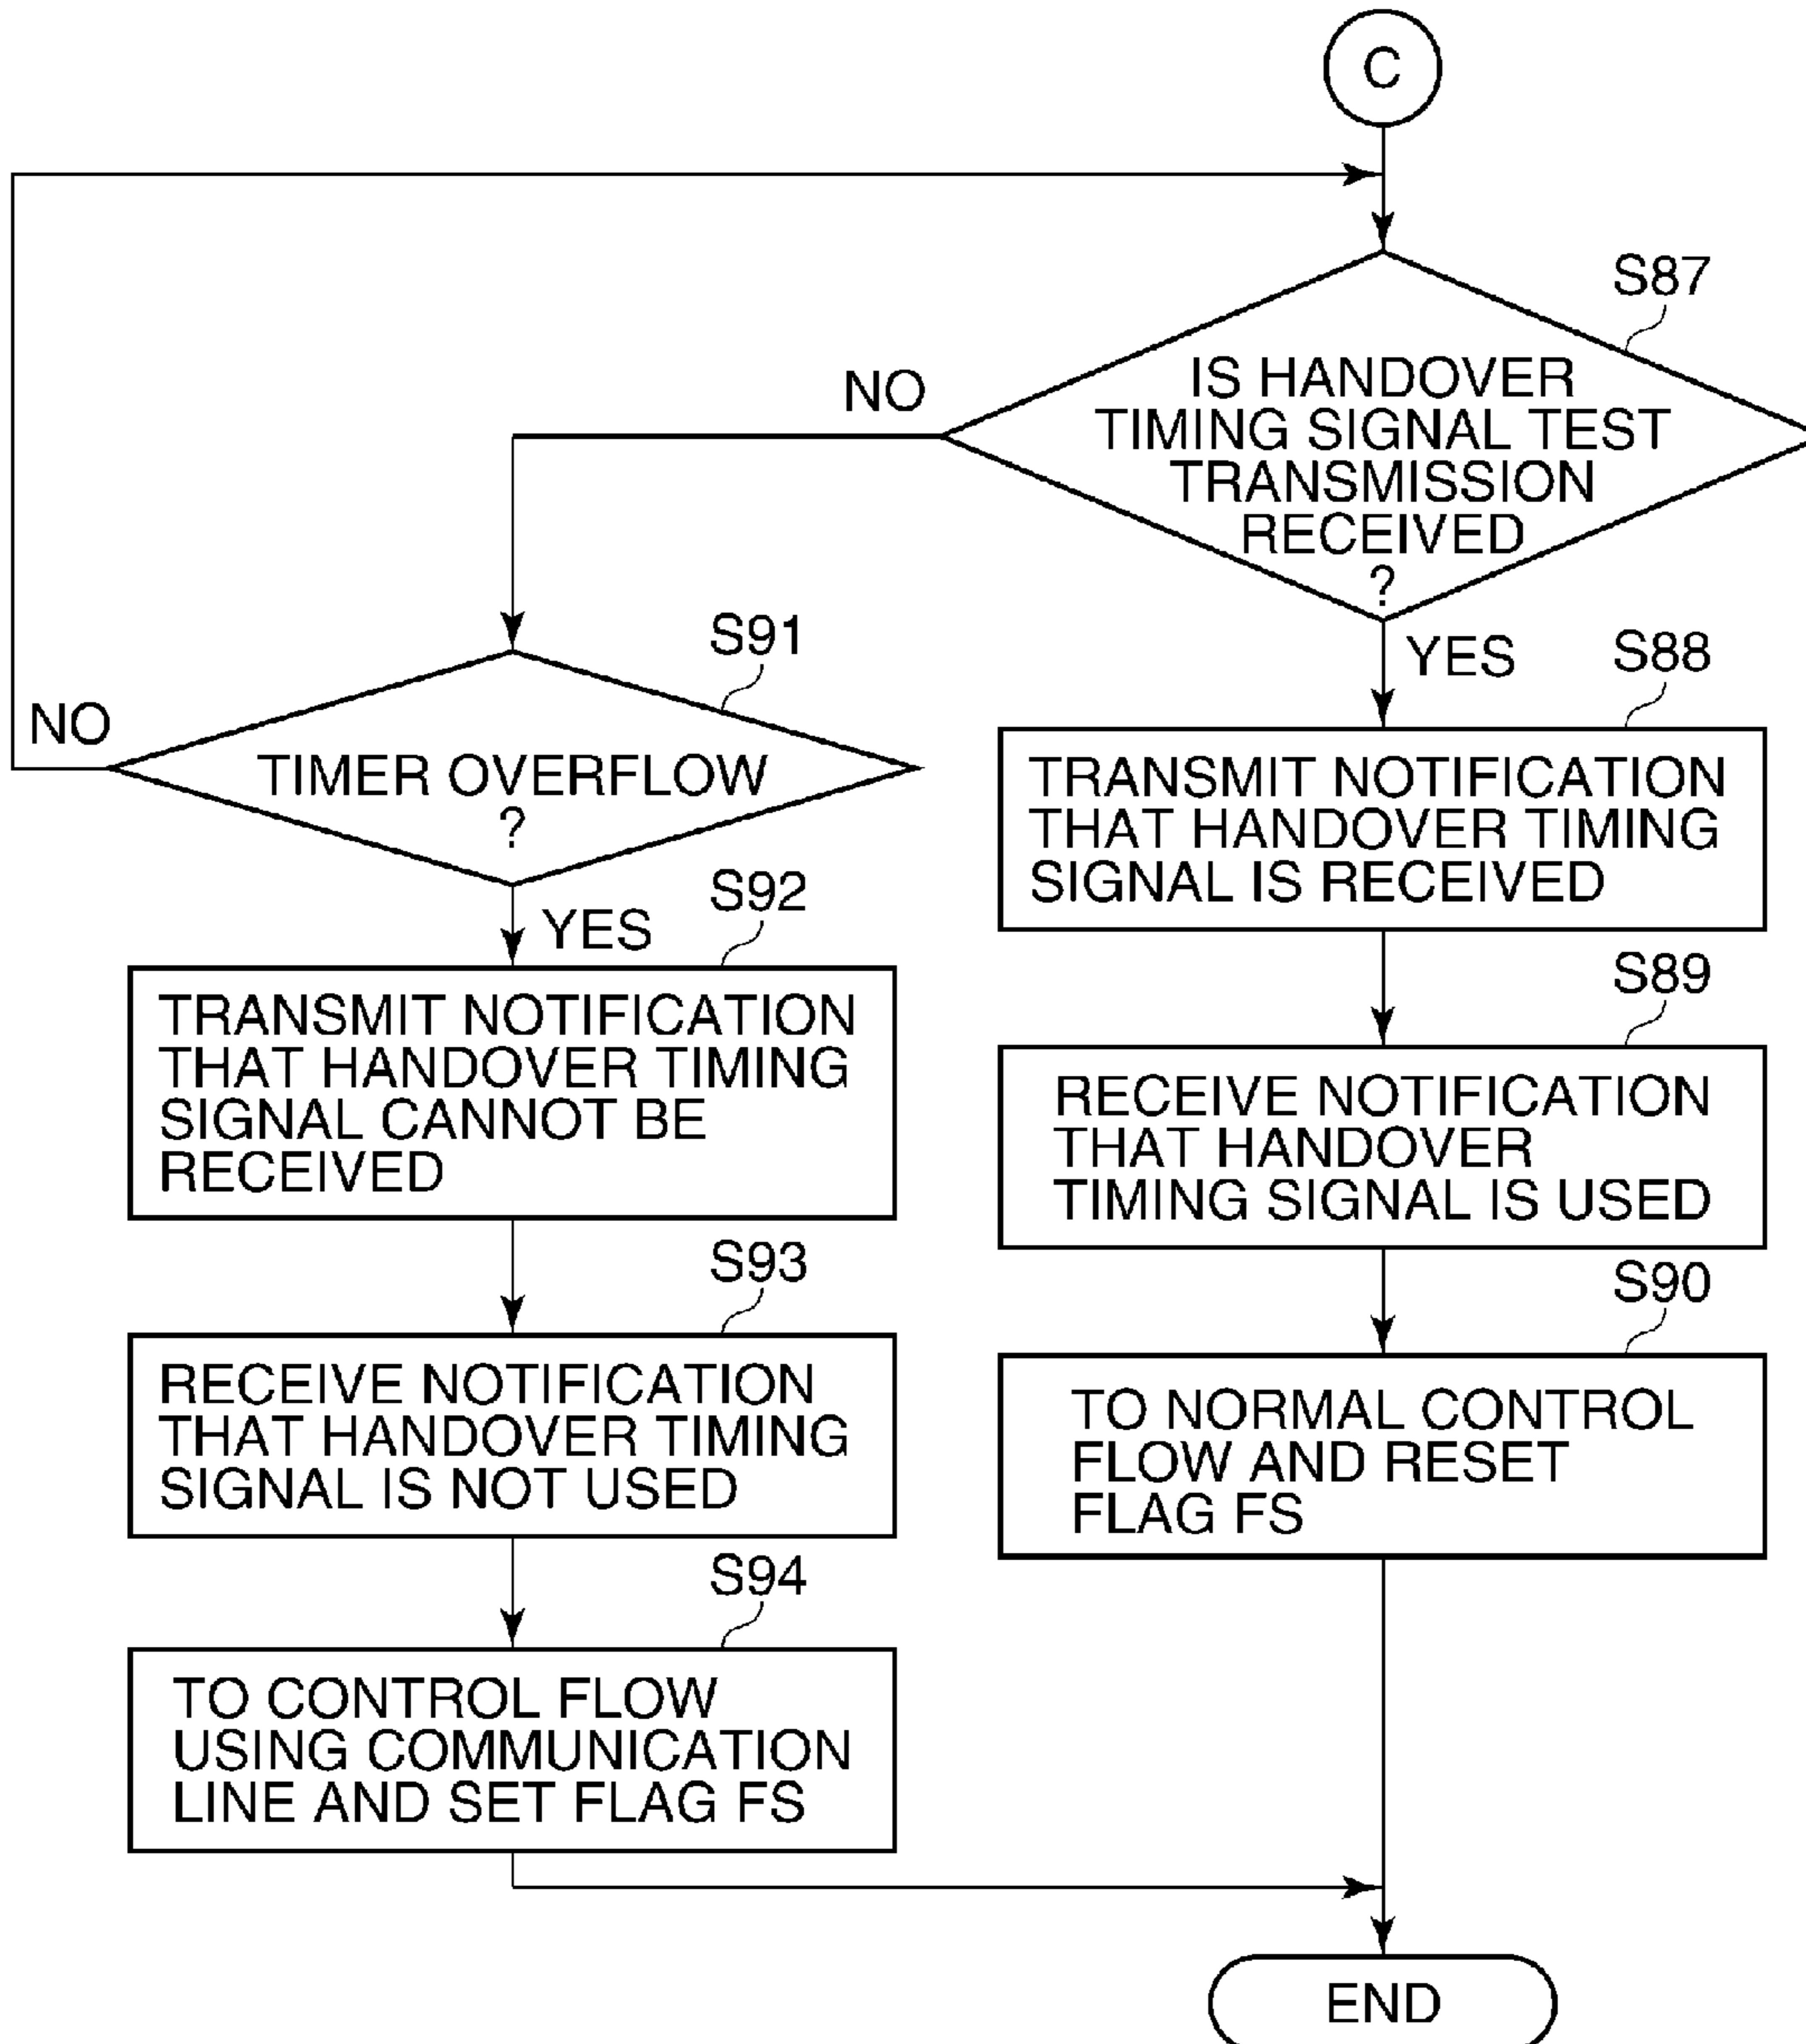 C
S87
IS HANDOVER
TIMING SIGNAL TEST
TRANSMISSION
RECEIVED
?
NO
YES
S88
TRANSMIT NOTIFICATION
THAT HANDOVER TIMING
SIGNAL IS RECEIVED
S89
RECEIVE NOTIFICATION
THAT HANDOVER
TIMING SIGNAL IS USED
S90
TO NORMAL CONTROL
FLOW AND RESET
FLAG FS
S91
TIMER OVERFLOW
?
NO
YES
S92
TRANSMIT NOTIFICATION
THAT HANDOVER TIMING
SIGNAL CANNOT BE
RECEIVED
S93
RECEIVE NOTIFICATION
THAT HANDOVER TIMING
SIGNAL IS NOT USED
S94
TO CONTROL FLOW
USING COMMUNICATION
LINE AND SET FLAG FS
END